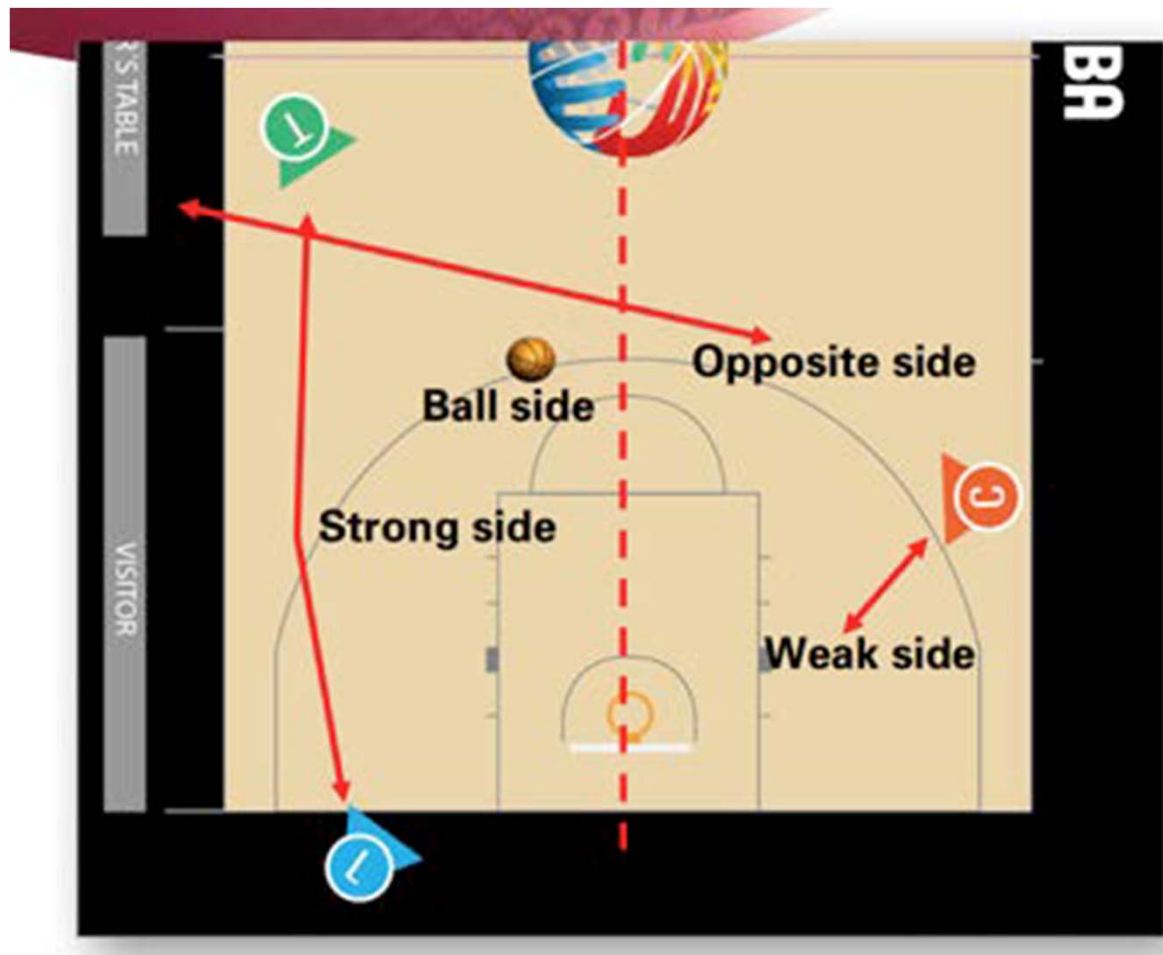 R'S TABLE
BA
T
Opposite side
Ball side
C
Strong side
VISITOR
Weak side
L